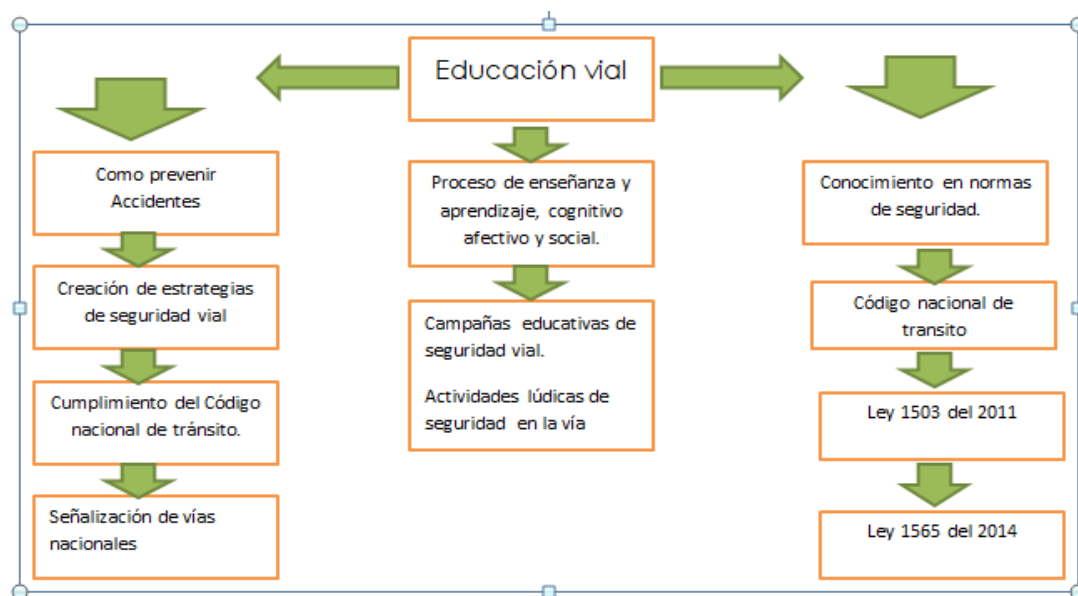 Educación vial
Como prevenir
Accidentes
Creación de estrategias
de seguridad vial
Cumplimiento del Código
nacional de tránsito.
Señalización de vías
nacionales
Proceso de enseñanza y
aprendizaje, cognitivo
afectivo y social.
Campañas educativas de
seguridad vial.
Actividades lúdicas de
seguridad en la vía
Conocimiento en normas
de seguridad.
Código nacional de
transito
Ley 1503 del 2011
Ley 1565 del 2014